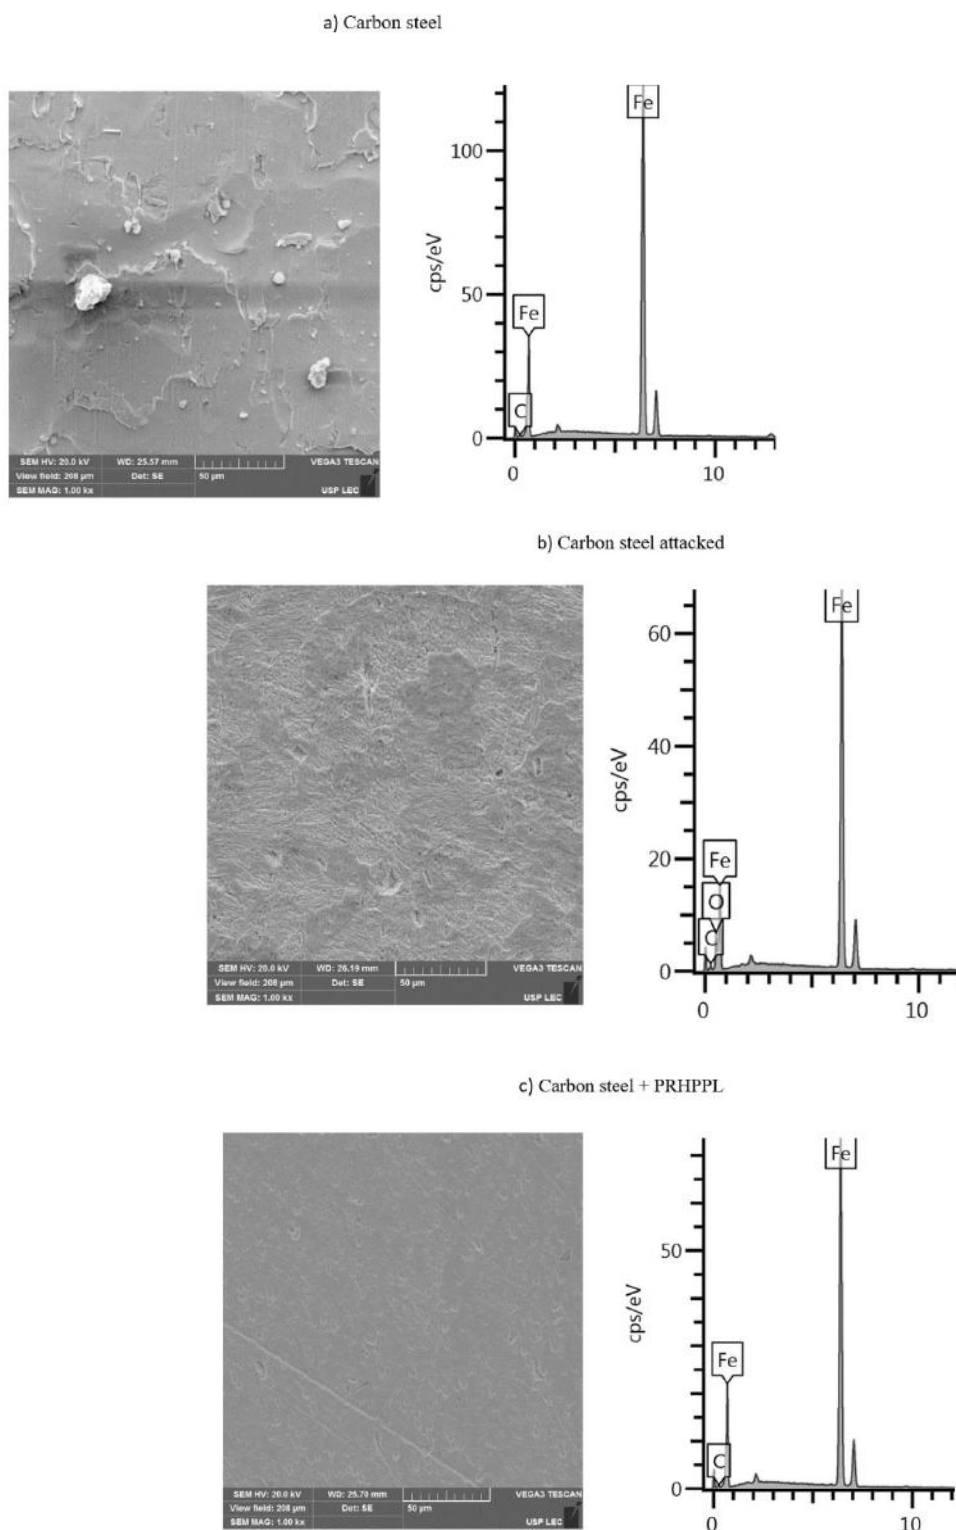 a) Carbon steel
SEM HV: 20.0 kV WD: 25.57 mm VEGA3 TESCAN
View field: 208 µm Det: SE 50 µm
SEM MAG: 1.00 kx USP LEC
Fe
100
cps/eV
50
Fe
C
0
0 10
b) Carbon steel attacked
SEM HV: 20.0 kV WD: 26.19 mm VEGA3 TESCAN
View field: 208 µm Det: SE 50 µm
SEM MAG: 1.00 kx USP LEC
Fe
60
40
cps/eV
20
Fe
O
C
0
0 10
c) Carbon steel + PRHPPL
SEM HV: 20.0 kV WD: 25.70 mm VEGA3 TESCAN
View field: 208 µm Det: SE 50 µm
SEM MAG: 1.00 kx USP LEC
Fe
50
cps/eV
Fe
C
0
0 10